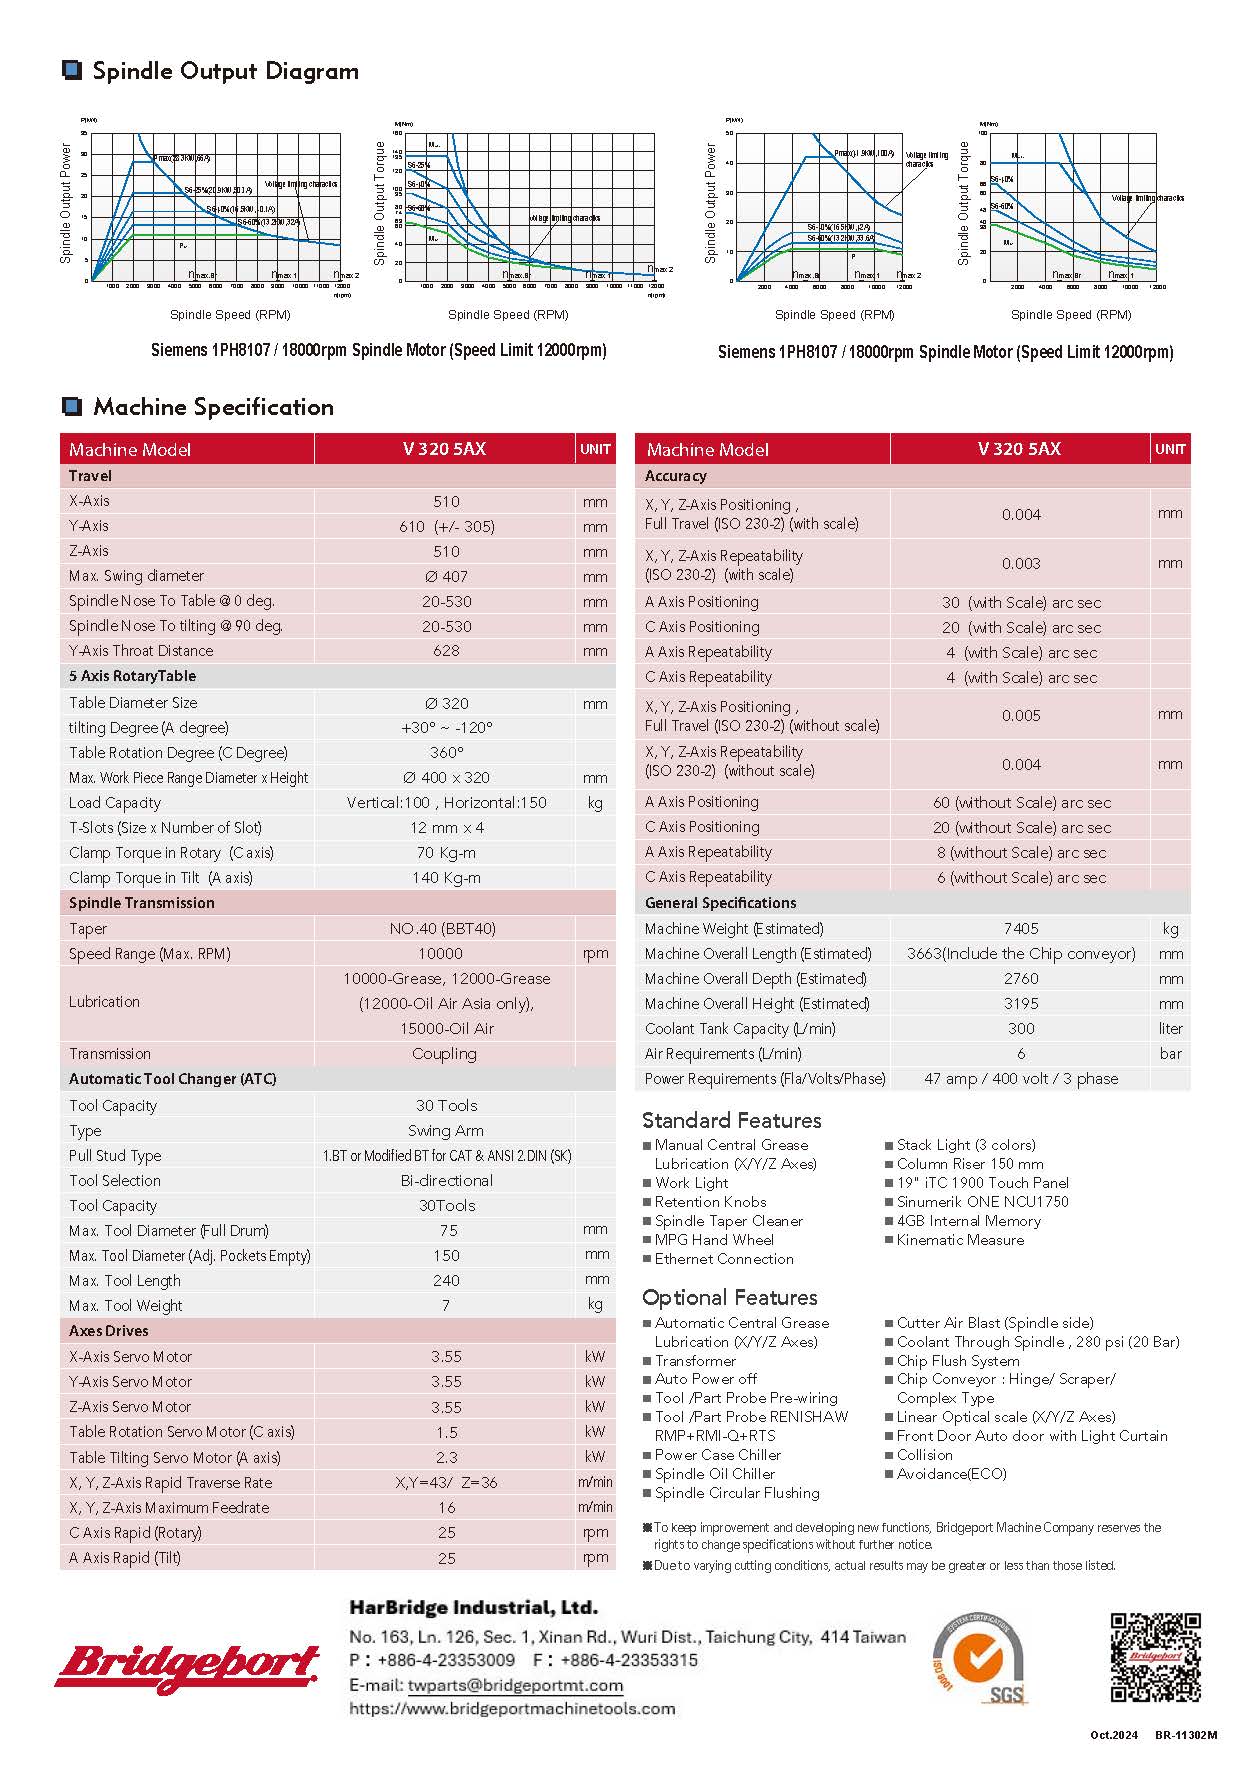 Spindle Output Diagram
Spindle Output Power
Spindle Speed (RPM)
Spindle Output Torque
Spindle Speed (RPM)
Siemens 1PH8107 / 18000rpm Spindle Motor (Speed Limit 12000rpm)
Spindle Output Power
Spindle Speed (RPM)
Spindle Output Torque
Spindle Speed (RPM)
Siemens 1PH8107 / 18000rpm Spindle Motor (Speed Limit 12000rpm)
Machine Specification
Machine Model V 320 5AX UNIT
Travel
X-Axis 510 mm
Y-Axis 610 (+/- 305) mm
Z-Axis 510 mm
Max. Swing diameter Ø 407 mm
Spindle Nose To Table @ 0 deg. 20-530 mm
Spindle Nose To tilting @ 90 deg. 20-530 mm
Y-Axis Throat Distance 628 mm
5 Axis RotaryTable
Table Diameter Size Ø 320 mm
tilting Degree (A degree) +30° ~ -120°
Table Rotation Degree (C Degree) 360°
Max. Work Piece Range Diameter x Height Ø 400 x 320 mm
Load Capacity Vertical:100 , Horizontal:150 kg
T-Slots (Size x Number of Slot) 12 mm x 4
Clamp Torque in Rotary (C axis) 70 Kg-m
Clamp Torque in Tilt (A axis) 140 Kg-m
Spindle Transmission
Taper NO.40 (BBT40)
Speed Range (Max. RPM) 10000 rpm
Lubrication 10000-Grease, 12000-Grease
(12000-Oil Air Asia only),
15000-Oil Air
Transmission Coupling
Automatic Tool Changer (ATC)
Tool Capacity 30 Tools
Type Swing Arm
Pull Stud Type 1.BT or Modified BT for CAT & ANSI 2.DIN (SK)
Tool Selection Bi-directional
Tool Capacity 30Tools
Max. Tool Diameter (Full Drum) 75 mm
Max. Tool Diameter (Adj. Pockets Empty) 150 mm
Max. Tool Length 240 mm
Max. Tool Weight 7 kg
Axes Drives
X-Axis Servo Motor 3.55 kW
Y-Axis Servo Motor 3.55 kW
Z-Axis Servo Motor 3.55 kW
Table Rotation Servo Motor (C axis) 1.5 kW
Table Tilting Servo Motor (A axis) 2.3 kW
X, Y, Z-Axis Rapid Traverse Rate X,Y=43/ Z=36 m/min
X, Y, Z-Axis Maximum Feedrate 16 m/min
C Axis Rapid (Rotary) 25 rpm
A Axis Rapid (Tilt) 25 rpm
Machine Model V 320 5AX UNIT
Accuracy
X, Y, Z-Axis Positioning ,
Full Travel (ISO 230-2) (with scale) 0.004 mm
X, Y, Z-Axis Repeatability
(ISO 230-2) (with scale) 0.003 mm
A Axis Positioning 30 (with Scale) arc sec
C Axis Positioning 20 (with Scale) arc sec
A Axis Repeatability 4 (with Scale) arc sec
C Axis Repeatability 4 (with Scale) arc sec
X, Y, Z-Axis Positioning ,
Full Travel (ISO 230-2) (without scale) 0.005 mm
X, Y, Z-Axis Repeatability
(ISO 230-2) (without scale) 0.004 mm
A Axis Positioning 60 (without Scale) arc sec
C Axis Positioning 20 (without Scale) arc sec
A Axis Repeatability 8 (without Scale) arc sec
C Axis Repeatability 6 (without Scale) arc sec
General Specifications
Machine Weight (Estimated) 7405 kg
Machine Overall Length (Estimated) 3663(Include the Chip conveyor) mm
Machine Overall Depth (Estimated) 2760 mm
Machine Overall Height (Estimated) 3195 mm
Coolant Tank Capacity (L/min) 300 liter
Air Requirements (L/min) 6 bar
Power Requirements (Fla/Volts/Phase) 47 amp / 400 volt / 3 phase
Standard Features
■ Manual Central Grease
Lubrication (X/Y/Z Axes)
■ Work Light
■ Retention Knobs
■ Spindle Taper Cleaner
■ MPG Hand Wheel
■ Ethernet Connection
■ Stack Light (3 colors)
■ Column Riser 150 mm
■ 19" iTC 1900 Touch Panel
■ Sinumerik ONE NCU1750
■ 4GB Internal Memory
■ Kinematic Measure
Optional Features
■ Automatic Central Grease
Lubrication (X/Y/Z Axes)
■ Transformer
■ Auto Power off
■ Tool /Part Probe Pre-wiring
■ Tool /Part Probe RENISHAW
RMP+RMI-Q+RTS
■ Power Case Chiller
■ Spindle Oil Chiller
■ Spindle Circular Flushing
■ Cutter Air Blast (Spindle side)
■ Coolant Through Spindle , 280 psi (20 Bar)
■ Chip Flush System
■ Chip Conveyor : Hinge/ Scraper/
Complex Type
■ Linear Optical scale (X/Y/Z Axes)
■ Front Door Auto door with Light Curtain
■ Collision
■ Avoidance(ECO)
※To keep improvement and developing new functions, Bridgeport Machine Company reserves the
rights to change specifications without further notice.
※Due to varying cutting conditions, actual results may be greater or less than those listed.
Bridgeport
HarBridge Industrial, Ltd.
No. 163, Ln. 126, Sec. 1, Xinan Rd., Wuri Dist., Taichung City, 414 Taiwan
P : +886-4-23353009 F : +886-4-23353315
E-mail: twparts@bridgeportmt.com
https://www.bridgeportmachinetools.com
SYSTEM CERTIFICATION
ISO 9001
SGS
Bridgeport
Oct.2024 BR-11302M